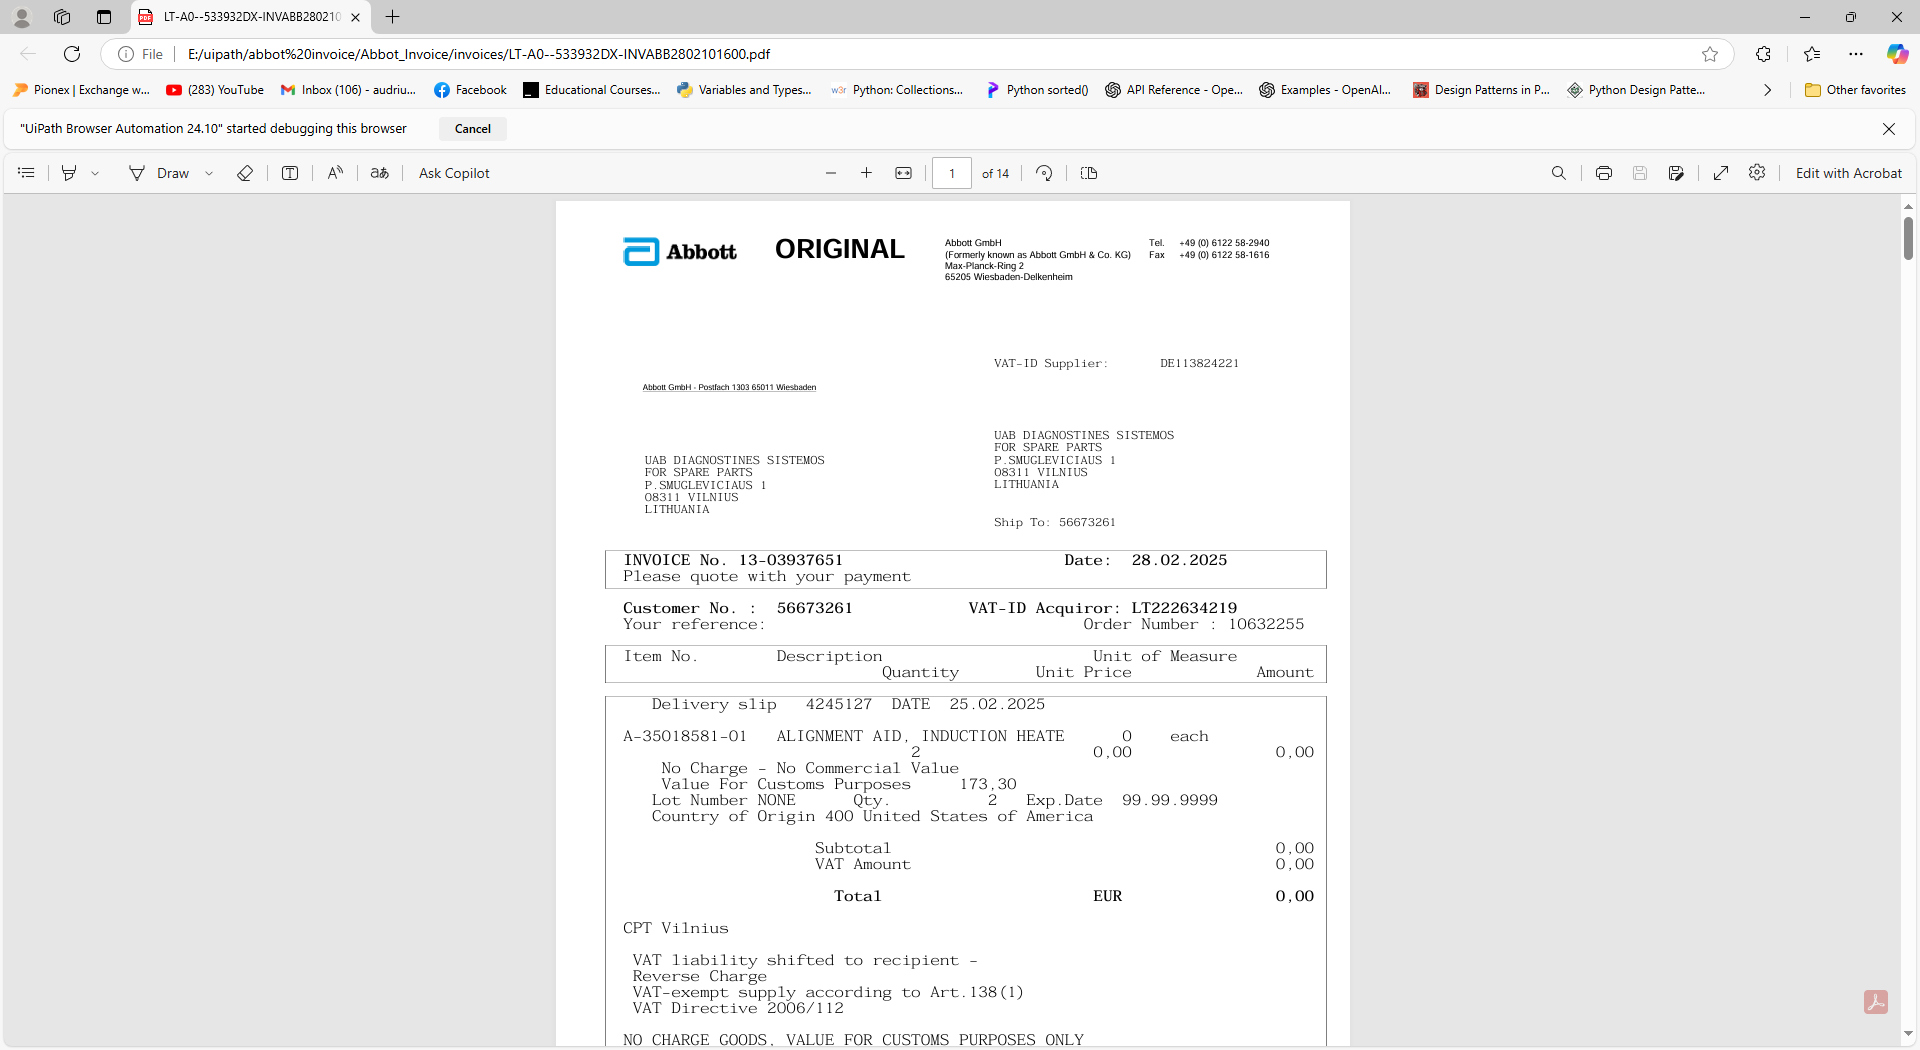 LT-A0--533932DX-INVABB280210
File
E:/uipath/abbot%20invoice/Abbot_Invoice/invoices/LT-A0--533932DX-INVABB2802101600.pdf
Pionex | Exchange w...
(283) YouTube
Inbox (106) - audriu...
Facebook
Educational Courses...
Variables and Types...
w3r Python: Collections...
Python sorted()
API Reference - Ope...
Examples - OpenAI...
Design Patterns in P...
Python Design Patte...
Other favorites
"UiPath Browser Automation 24.10" started debugging this browser
Cancel
Draw
Ask Copilot
1 of 14
Edit with Acrobat
Abbott
ORIGINAL
Abbott GmbH
(Formerly known as Abbott GmbH & Co. KG)
Max-Planck-Ring 2
65205 Wiesbaden-Delkenheim
Tel. +49 (0) 6122 58-2940
Fax +49 (0) 6122 58-1616
VAT-ID Supplier: DE113824221
Abbott GmbH - Postfach 1303 65011 Wiesbaden
UAB DIAGNOSTINES SISTEMOS
FOR SPARE PARTS
P.SMUGLEVICIAUS 1
08311 VILNIUS
LITHUANIA
UAB DIAGNOSTINES SISTEMOS
FOR SPARE PARTS
P.SMUGLEVICIAUS 1
08311 VILNIUS
LITHUANIA
Ship To: 56673261
INVOICE No. 13-03937651 Date: 28.02.2025
Please quote with your payment
Customer No. : 56673261 VAT-ID Acquiror: LT222634219
Your reference: Order Number : 10632255
Item No. Description Unit of Measure
Quantity Unit Price Amount
Delivery slip 4245127 DATE 25.02.2025
A-35018581-01 ALIGNMENT AID, INDUCTION HEATE 0 each
2 0,00 0,00
No Charge - No Commercial Value
Value For Customs Purposes 173,30
Lot Number NONE Qty. 2 Exp.Date 99.99.9999
Country of Origin 400 United States of America
Subtotal 0,00
VAT Amount 0,00
Total EUR 0,00
CPT Vilnius
VAT liability shifted to recipient -
Reverse Charge
VAT-exempt supply according to Art.138(1)
VAT Directive 2006/112
NO CHARGE GOODS, VALUE FOR CUSTOMS PURPOSES ONLY